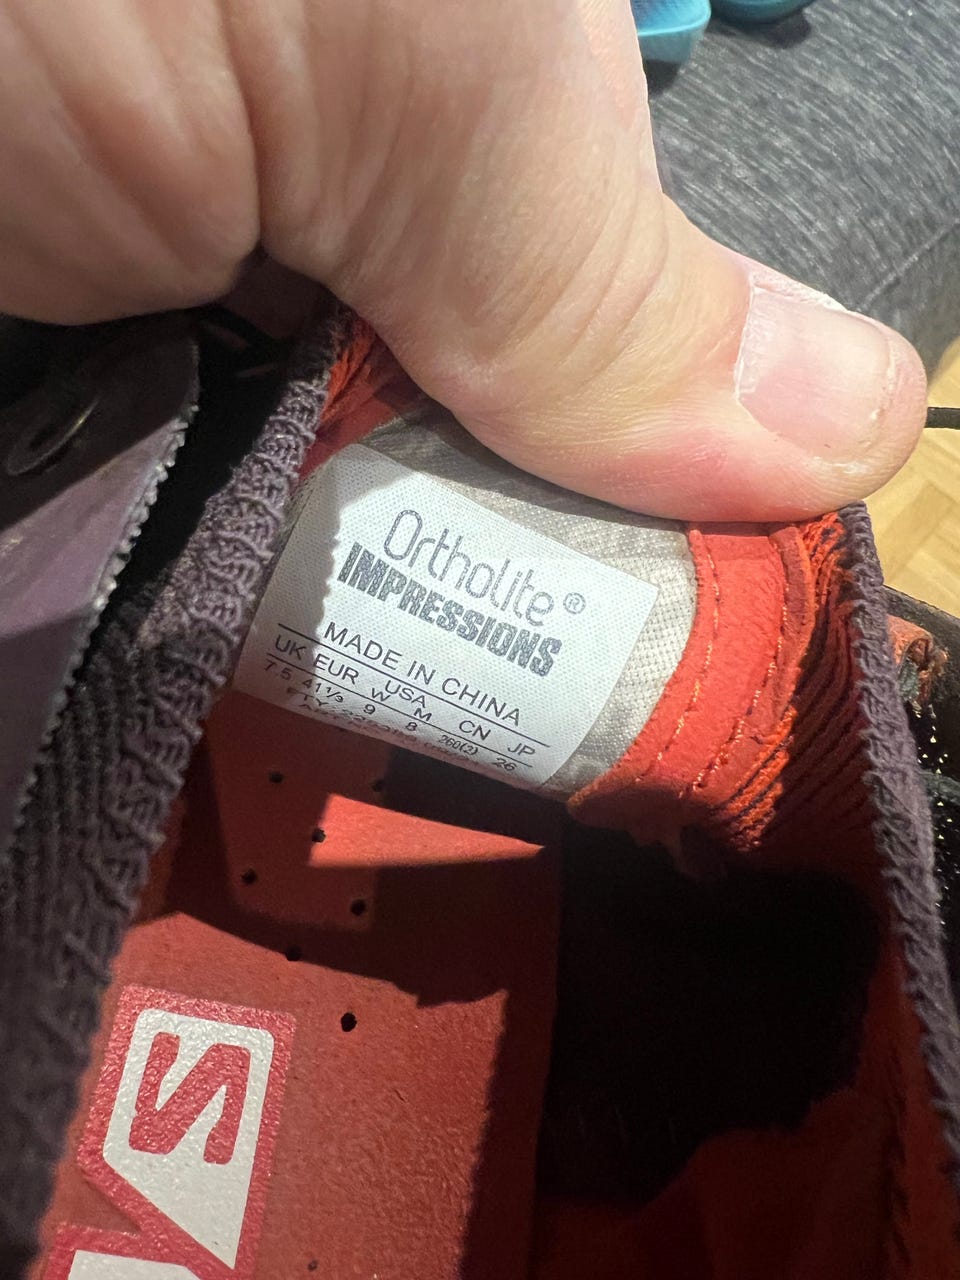 Ortholite®
IMPRESSIONS
MADE IN CHINA
UK EUR USA CN JP
W M
7.5 41⅓ 9 8 260(2) 26
S